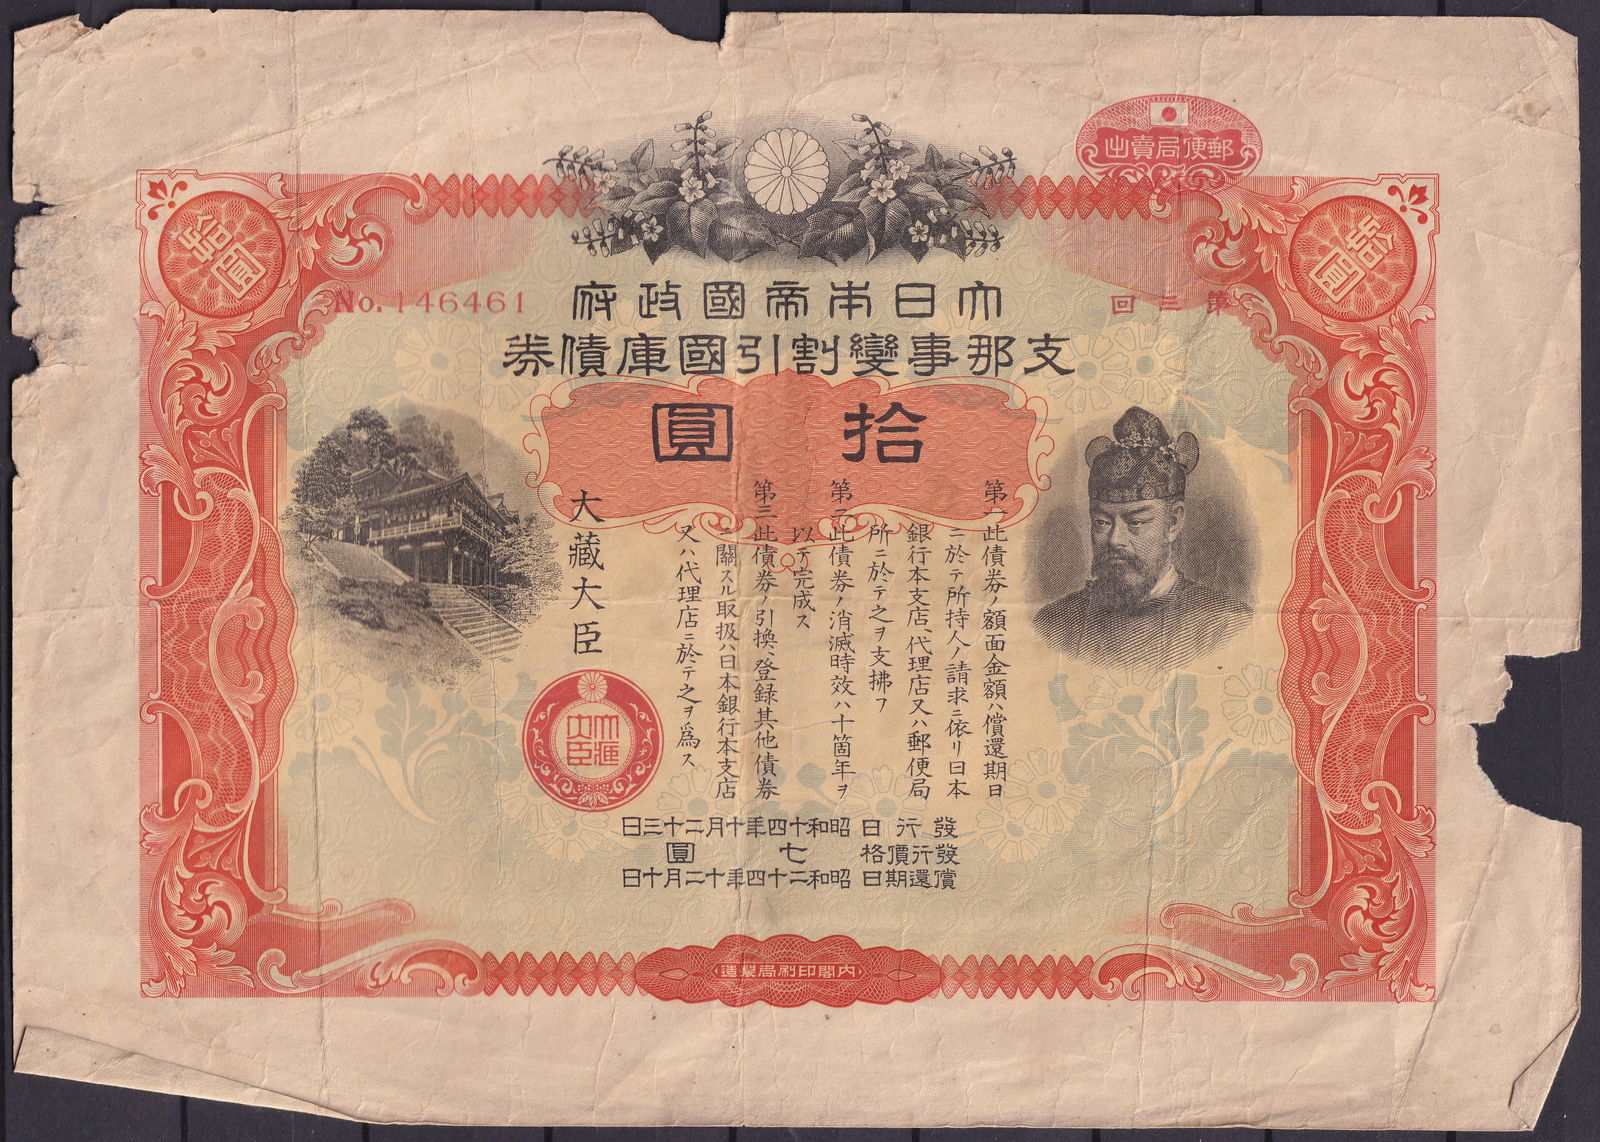 郵便局賣出
拾圓
拾圓
第三回
No. 146461
大日本帝國政府
支那事變割引國庫債券
拾圓
第一 此債券ノ額面金額ハ償還期日
ニ於テ所持人ノ請求ニ依リ日本
銀行本支店、代理店又ハ郵便局
所ニ於テ之ヲ支拂フ
第二 此債券ノ消滅時效ハ十箇年ヲ
以テ完成ス
第三 此債券ノ引換、登録其他債券
ニ關スル取扱ハ日本銀行本支店
又ハ代理店ニ於テ之ヲ爲ス
大藏大臣
大藏
大臣
發行日 昭和十四年十月二十三日
發行價格 七圓
償還期日 昭和二十四年十二月十日
內閣印刷局製造